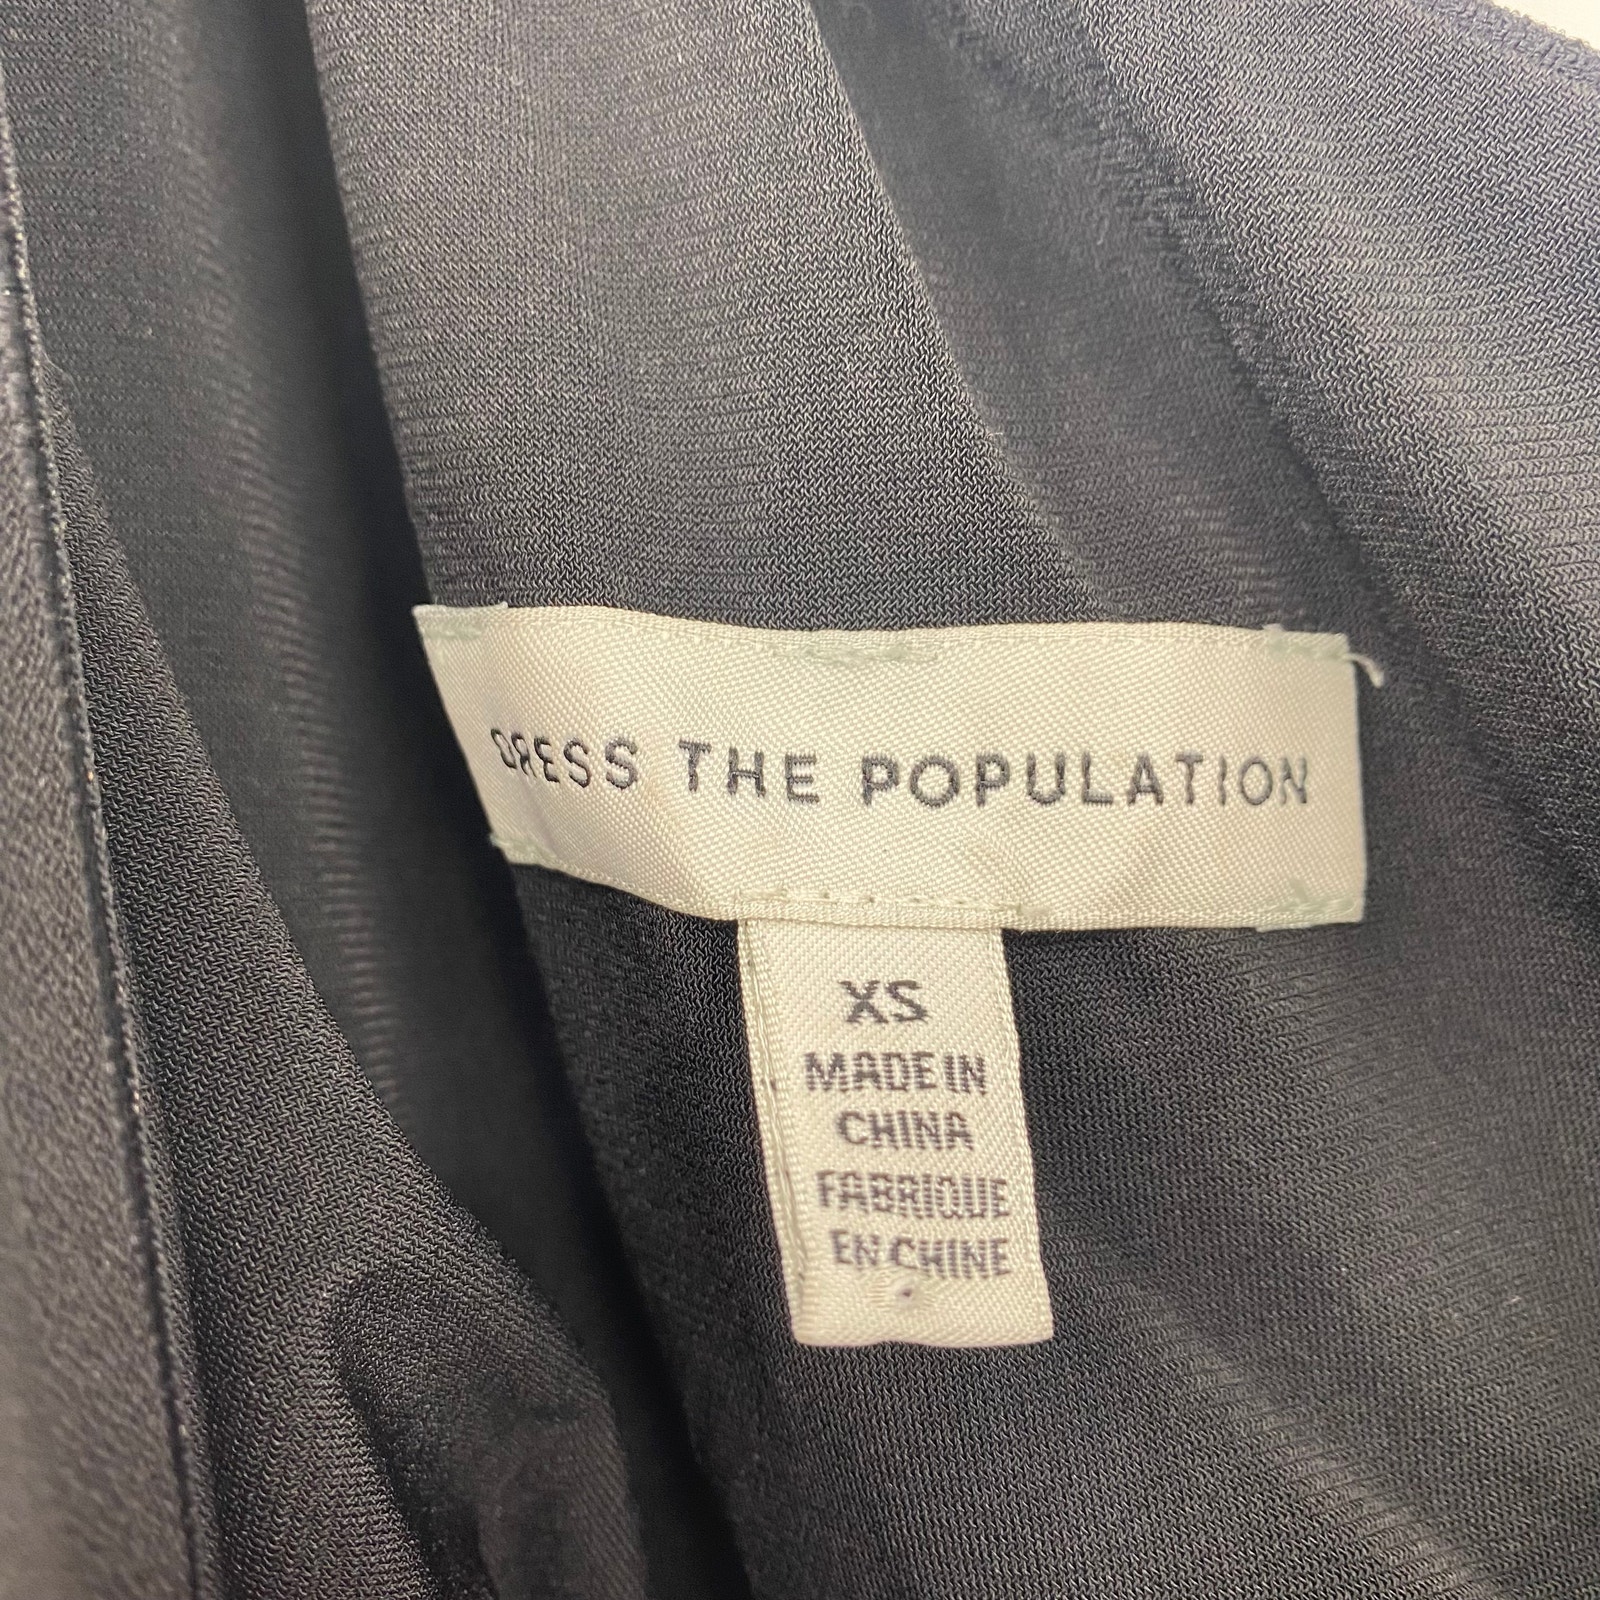 DRESS THE POPULATION
XS
MADE IN
CHINA
FABRIQUE
EN CHINE